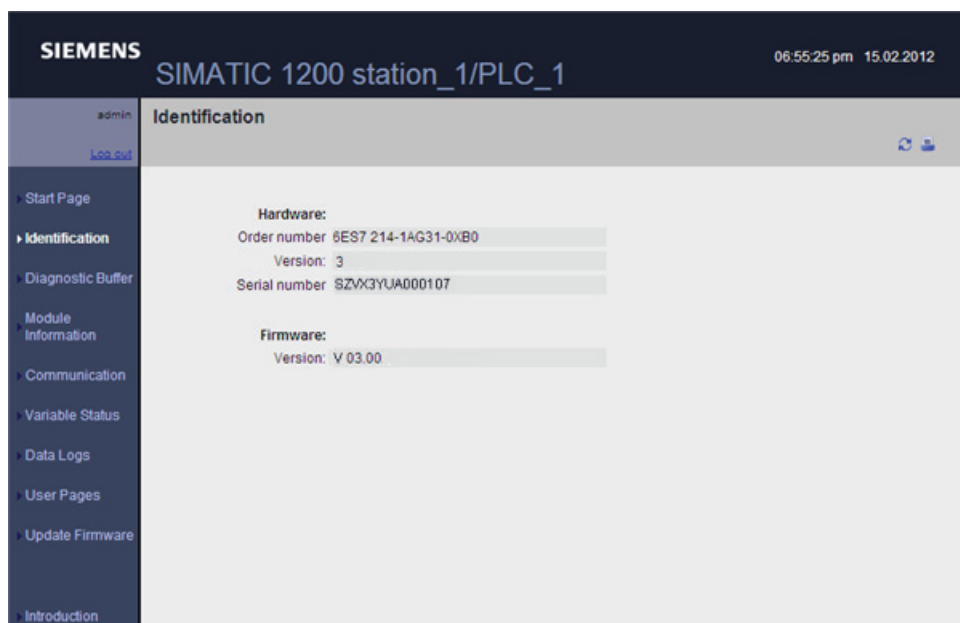 SIEMENS
SIMATIC 1200 station_1/PLC_1
06:55:25 pm 15.02.2012
admin
Log out
Identification
Start Page
Identification
Diagnostic Buffer
Module
Information
Communication
Variable Status
Data Logs
User Pages
Update Firmware
Introduction
Hardware:
Order number 6ES7 214-1AG31-0XB0
Version: 3
Serial number SZVX3YUA000107
Firmware:
Version: V 03.00